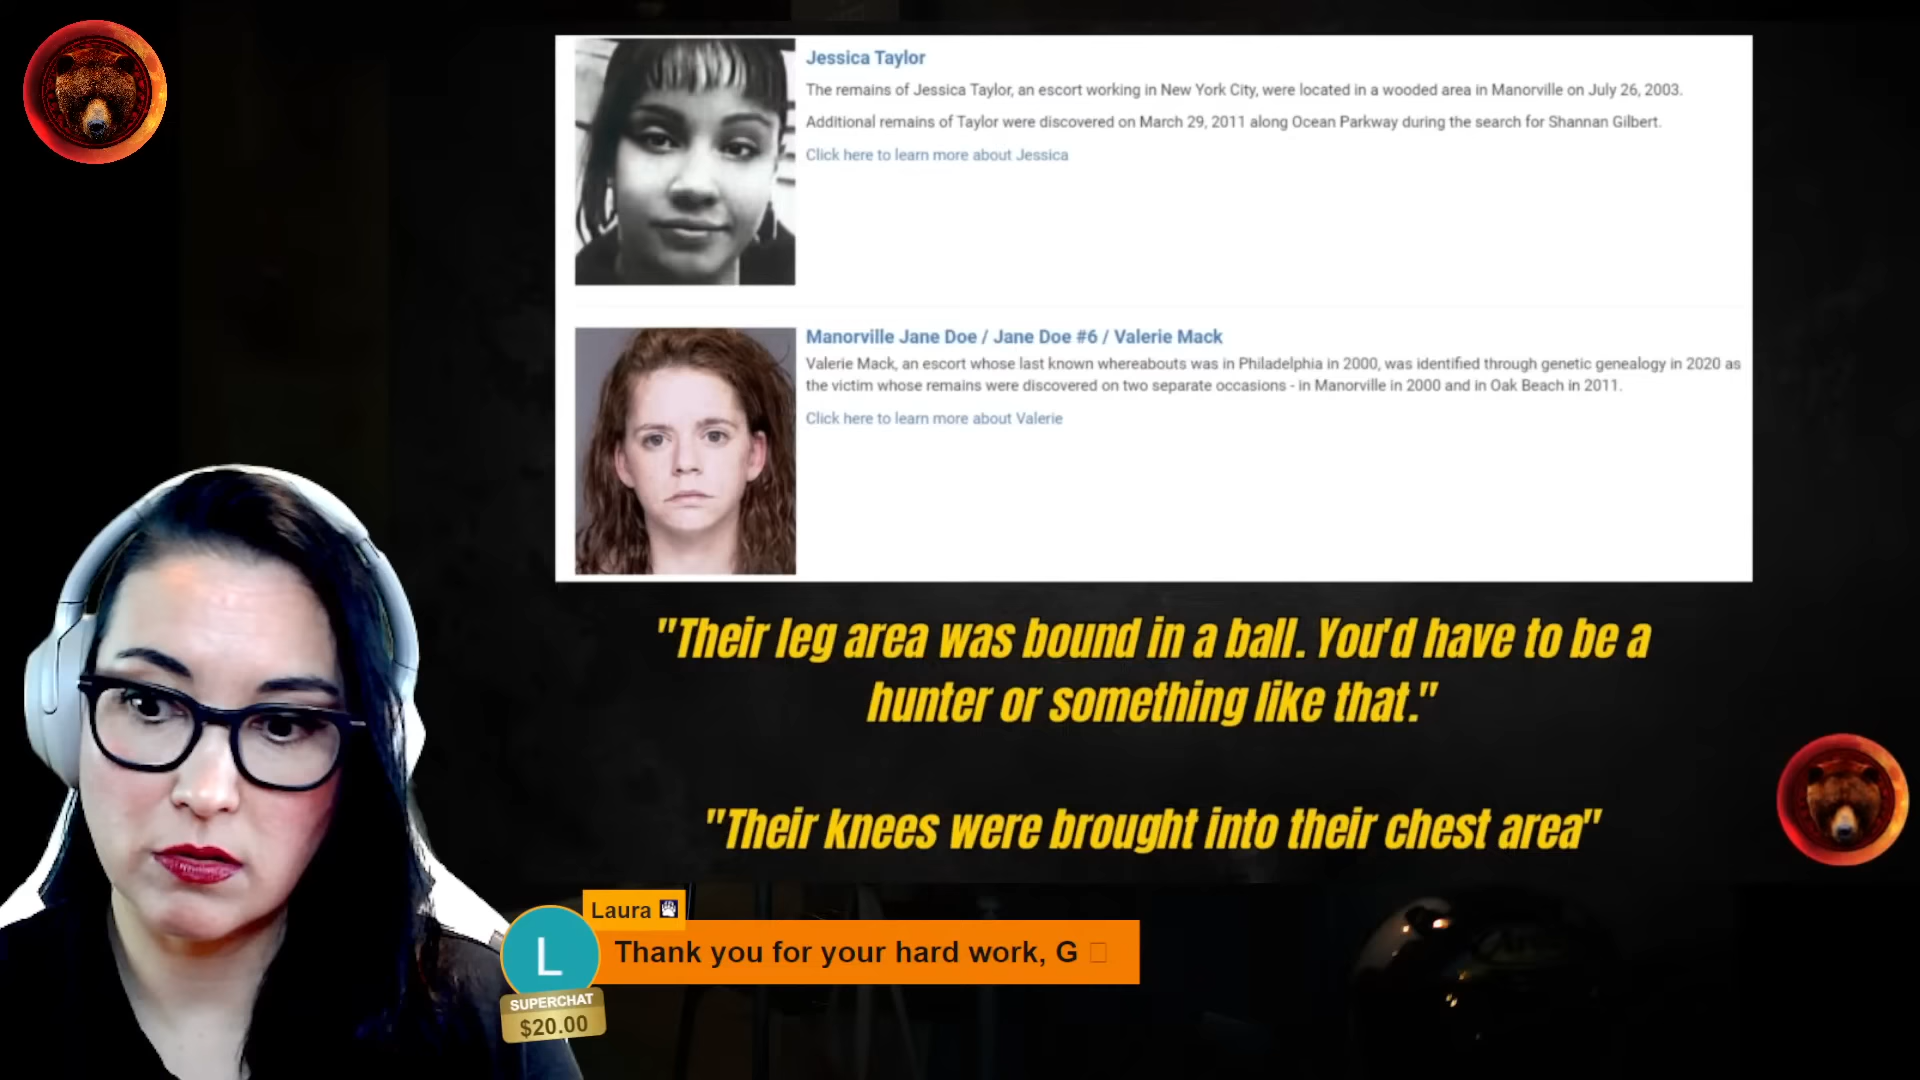 Jessica Taylor
The remains of Jessica Taylor, an escort working in New York City, were located in a wooded area in Manorville on July 26, 2003.
Additional remains of Taylor were discovered on March 29, 2011 along Ocean Parkway during the search for Shannan Gilbert.
Click here to learn more about Jessica
Manorville Jane Doe / Jane Doe #6 / Valerie Mack
Valerie Mack, an escort whose last known whereabouts was in Philadelphia in 2000, was identified through genetic genealogy in 2020 as
the victim whose remains were discovered on two separate occasions - in Manorville in 2000 and in Oak Beach in 2011.
Click here to learn more about Valerie
"Their leg area was bound in a ball. You'd have to be a
hunter or something like that."
"Their knees were brought into their chest area"
Laura
L
Thank you for your hard work, G
SUPERCHAT
$20.00